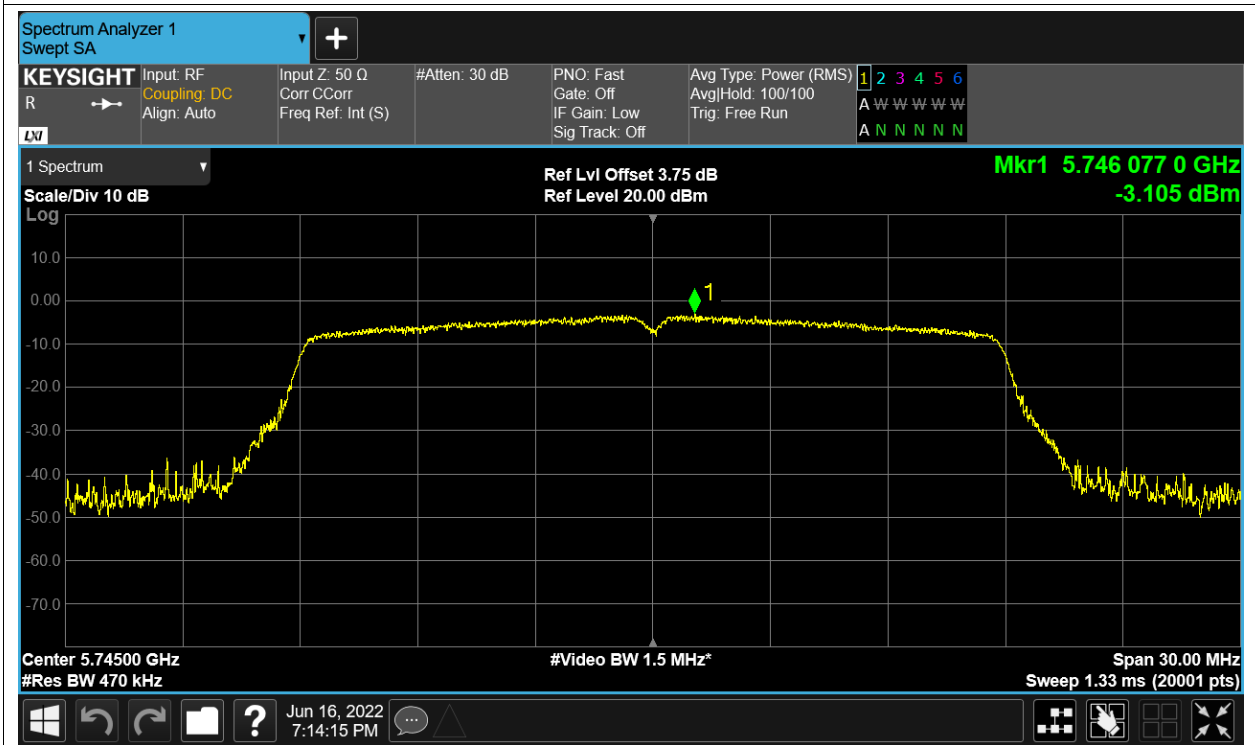 Spectrum Analyzer 1
Swept SA
+
KEYSIGHT
R
LXI
Input: RF
Coupling: DC
Align: Auto
Input Z: 50 Ω
Corr CCorr
Freq Ref: Int (S)
#Atten: 30 dB
PNO: Fast
Gate: Off
IF Gain: Low
Sig Track: Off
Avg Type: Power (RMS)
Avg|Hold: 100/100
Trig: Free Run
1 2 3 4 5 6
A W W W W W
A N N N N N
1 Spectrum
Scale/Div 10 dB
Log
Ref Lvl Offset 3.75 dB
Ref Level 20.00 dBm
Mkr1 5.746 077 0 GHz
-3.105 dBm
10.0
0.00
1
-10.0
-20.0
-30.0
-40.0
-50.0
-60.0
-70.0
Center 5.74500 GHz
#Res BW 470 kHz
#Video BW 1.5 MHz*
Span 30.00 MHz
Sweep 1.33 ms (20001 pts)
?
Jun 16, 2022
7:14:15 PM